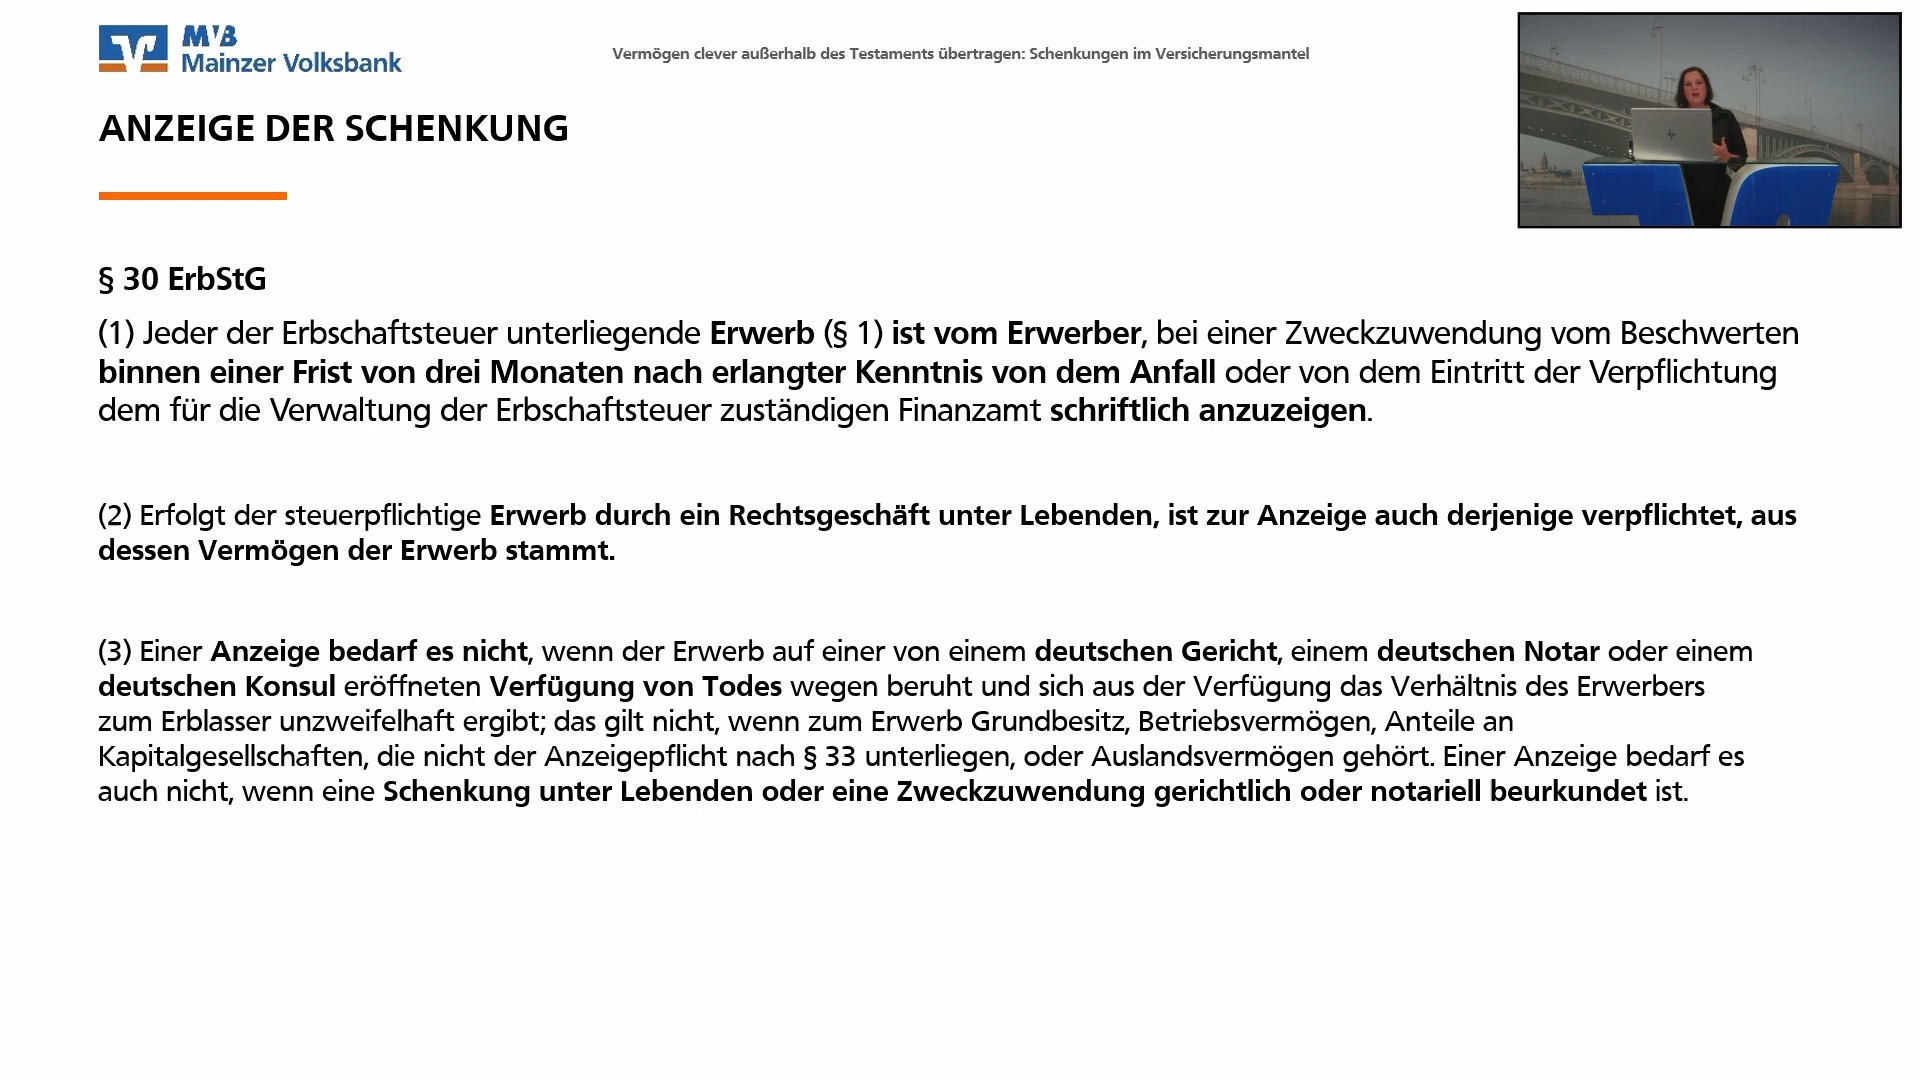 MVB
Mainzer Volksbank
Vermögen clever außerhalb des Testaments übertragen: Schenkungen im Versicherungsmantel
ANZEIGE DER SCHENKUNG
§ 30 ErbStG
(1) Jeder der Erbschaftsteuer unterliegende Erwerb (§ 1) ist vom Erwerber, bei einer Zweckzuwendung vom Beschwerten
binnen einer Frist von drei Monaten nach erlangter Kenntnis von dem Anfall oder von dem Eintritt der Verpflichtung
dem für die Verwaltung der Erbschaftsteuer zuständigen Finanzamt schriftlich anzuzeigen.
(2) Erfolgt der steuerpflichtige Erwerb durch ein Rechtsgeschäft unter Lebenden, ist zur Anzeige auch derjenige verpflichtet, aus
dessen Vermögen der Erwerb stammt.
(3) Einer Anzeige bedarf es nicht, wenn der Erwerb auf einer von einem deutschen Gericht, einem deutschen Notar oder einem
deutschen Konsul eröffneten Verfügung von Todes wegen beruht und sich aus der Verfügung das Verhältnis des Erwerbers
zum Erblasser unzweifelhaft ergibt; das gilt nicht, wenn zum Erwerb Grundbesitz, Betriebsvermögen, Anteile an
Kapitalgesellschaften, die nicht der Anzeigepflicht nach § 33 unterliegen, oder Auslandsvermögen gehört. Einer Anzeige bedarf es
auch nicht, wenn eine Schenkung unter Lebenden oder eine Zweckzuwendung gerichtlich oder notariell beurkundet ist.
hp